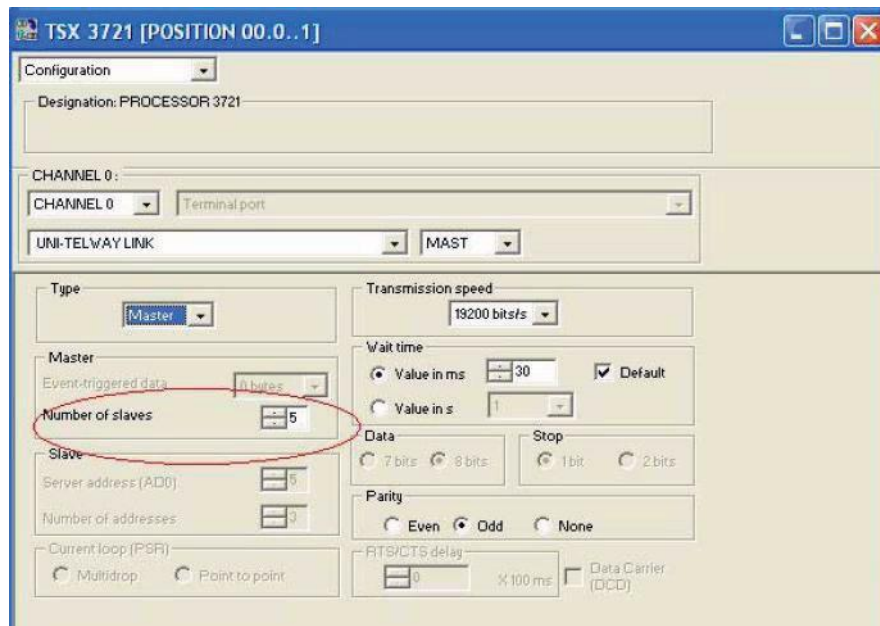 TSX 3721 [POSITION 00.0..1]
Configuration
Designation: PROCESSOR 3721
CHANNEL 0 :
CHANNEL 0
Terminal port
UNI-TELWAY LINK
MAST
Type
Master
Transmission speed
19200 bits/s
Master
Event-triggered data
0 bytes
Number of slaves
5
Wait time
Value in ms
30
Default
Value in s
1
Data
7 bits
8 bits
Stop
1 bit
2 bits
Slave
Server address (AD0)
5
Number of addresses
3
Parity
Even
Odd
None
Current loop (PSR)
Multidrop
Point to point
RTS/CTS delay
0
X 100 ms
Data Carrier
(DCD)